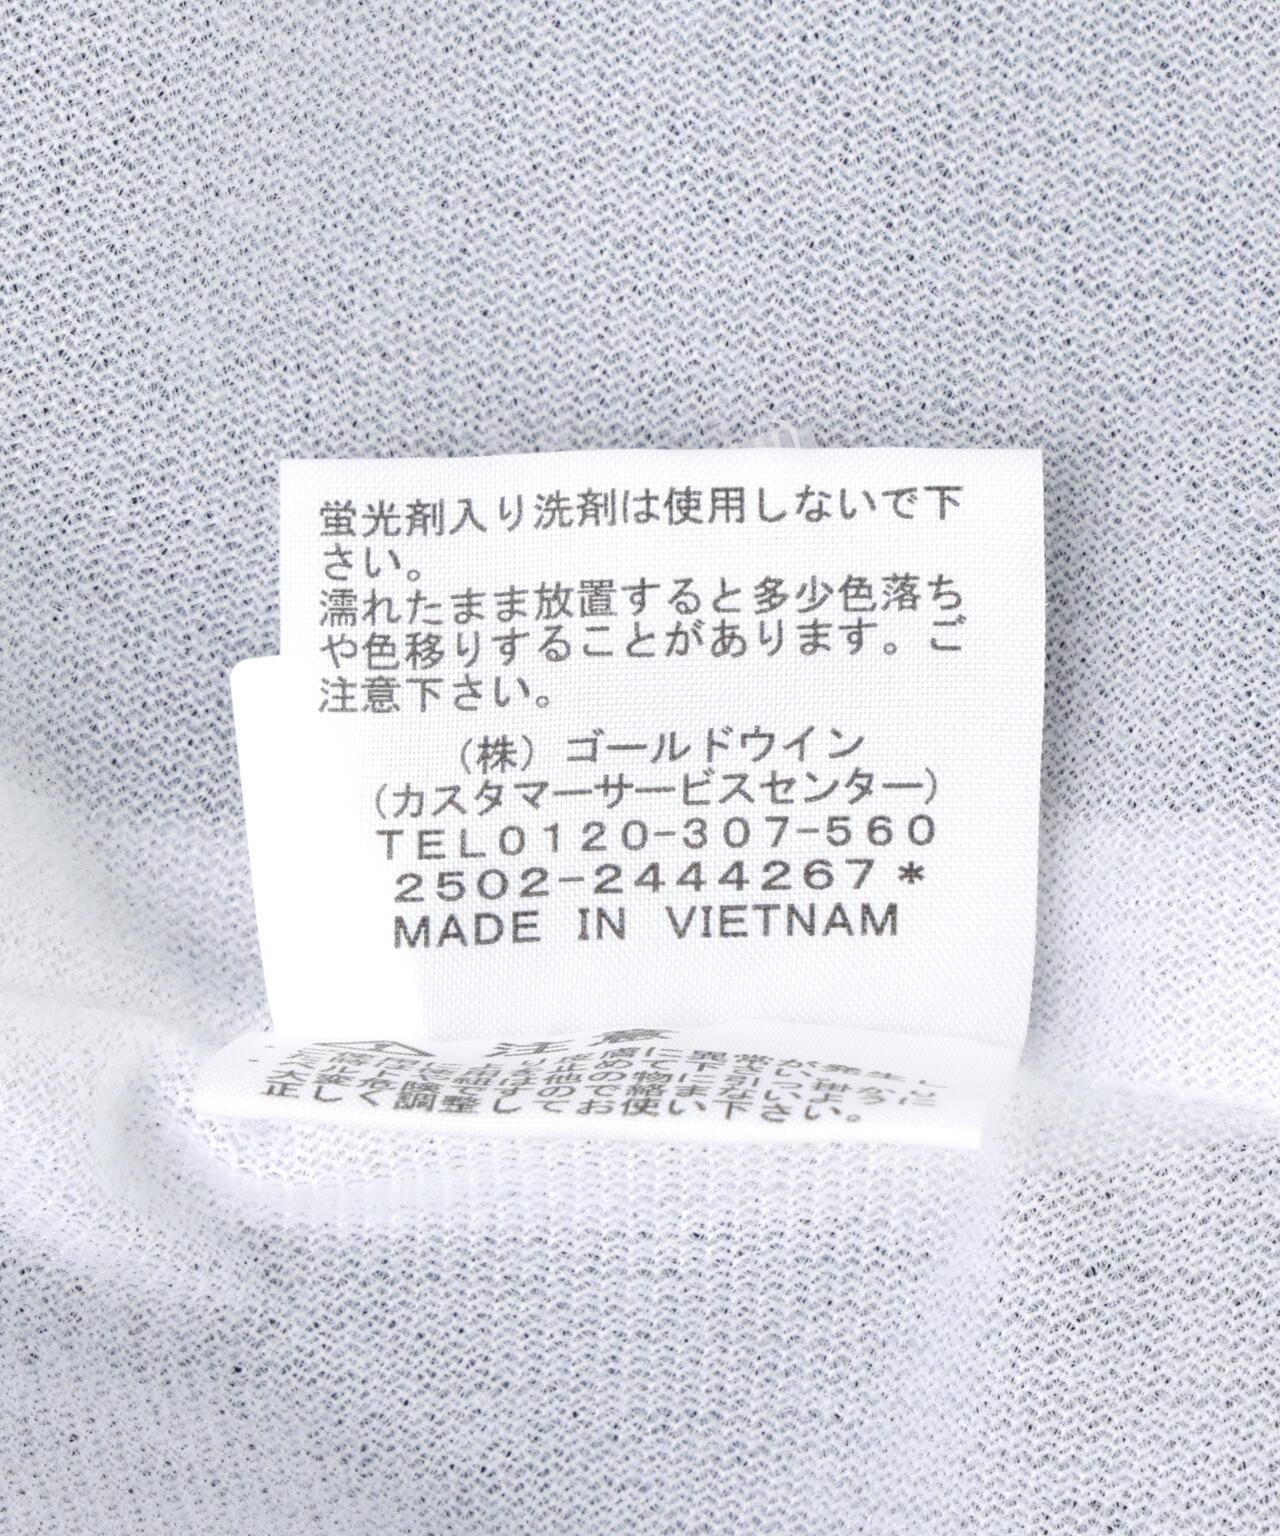 蛍光剤入り洗剤は使用しないで下
さい。
濡れたまま放置すると多少色落ち
や色移りすることがあります。ご
注意下さい。
(株) ゴールドウイン
(カスタマーサービスセンター)
TEL0120-307-560
2502-2444267*
MADE IN VIETNAM
注意
正しく調整してお使い下さい。